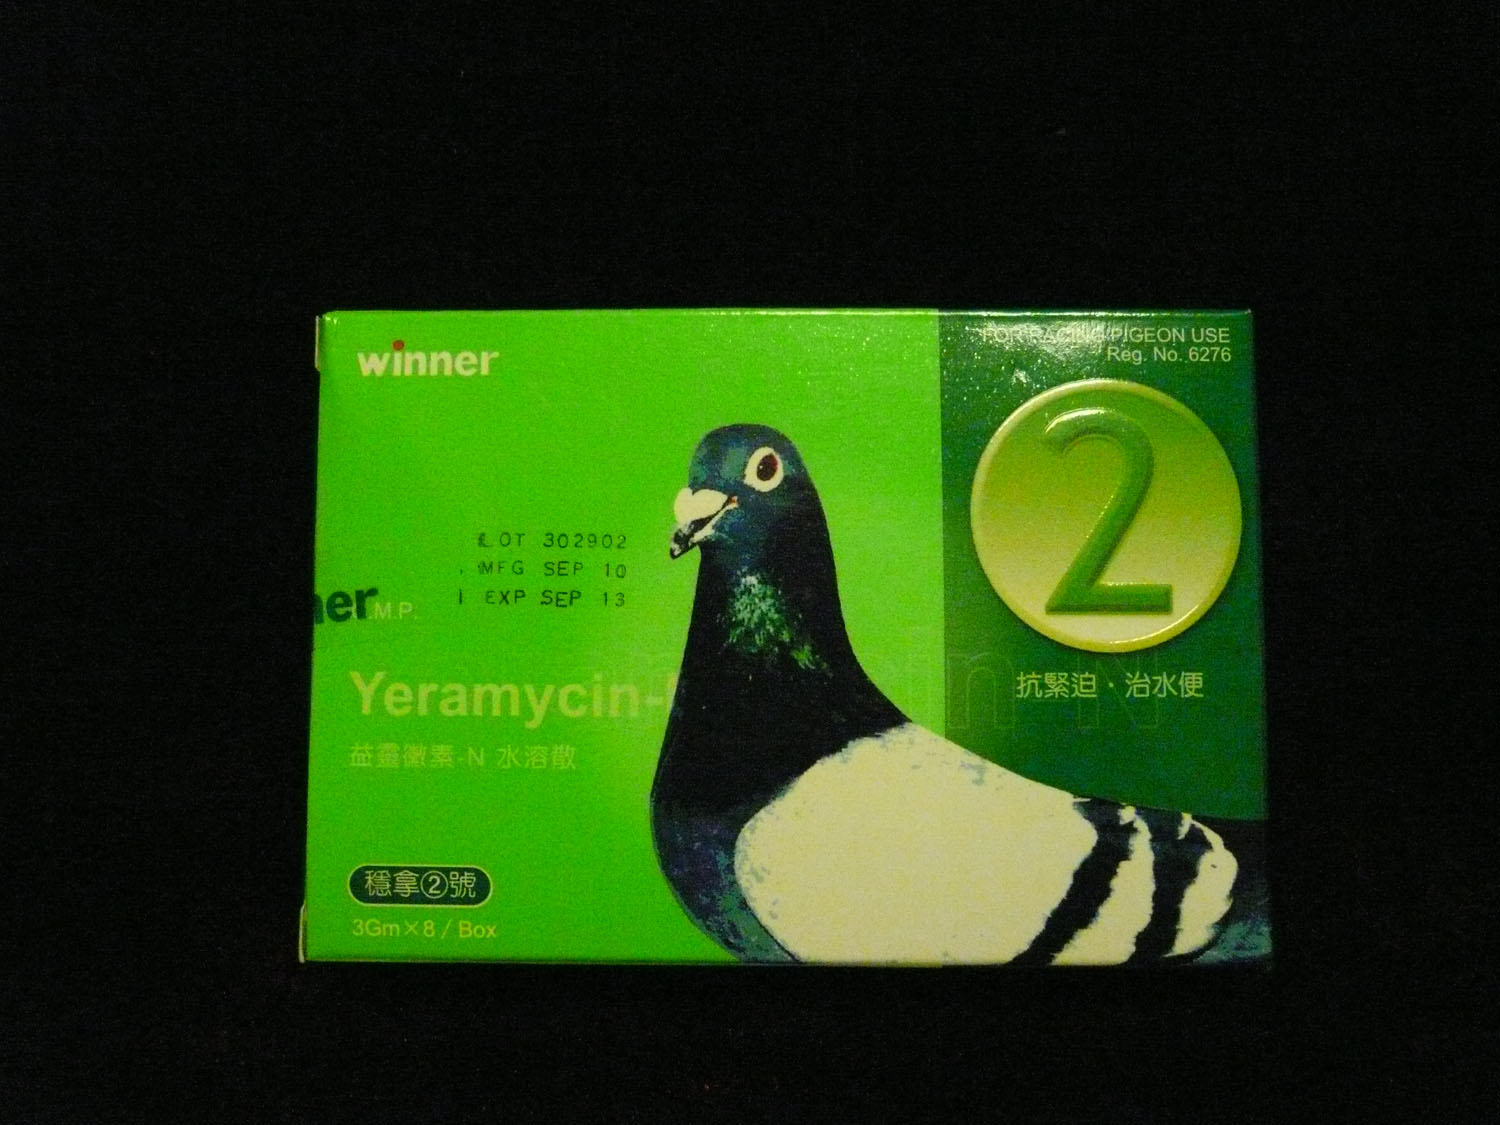 winner
FOR RACING PIGEON USE
Reg. No. 6276
2
LOT 302902
MFG SEP 10
EXP SEP 13
ner M.P.
Yeramycin-
抗緊迫·治水便
益靈黴素-N 水溶散
穩拿②號
3Gm×8/Box